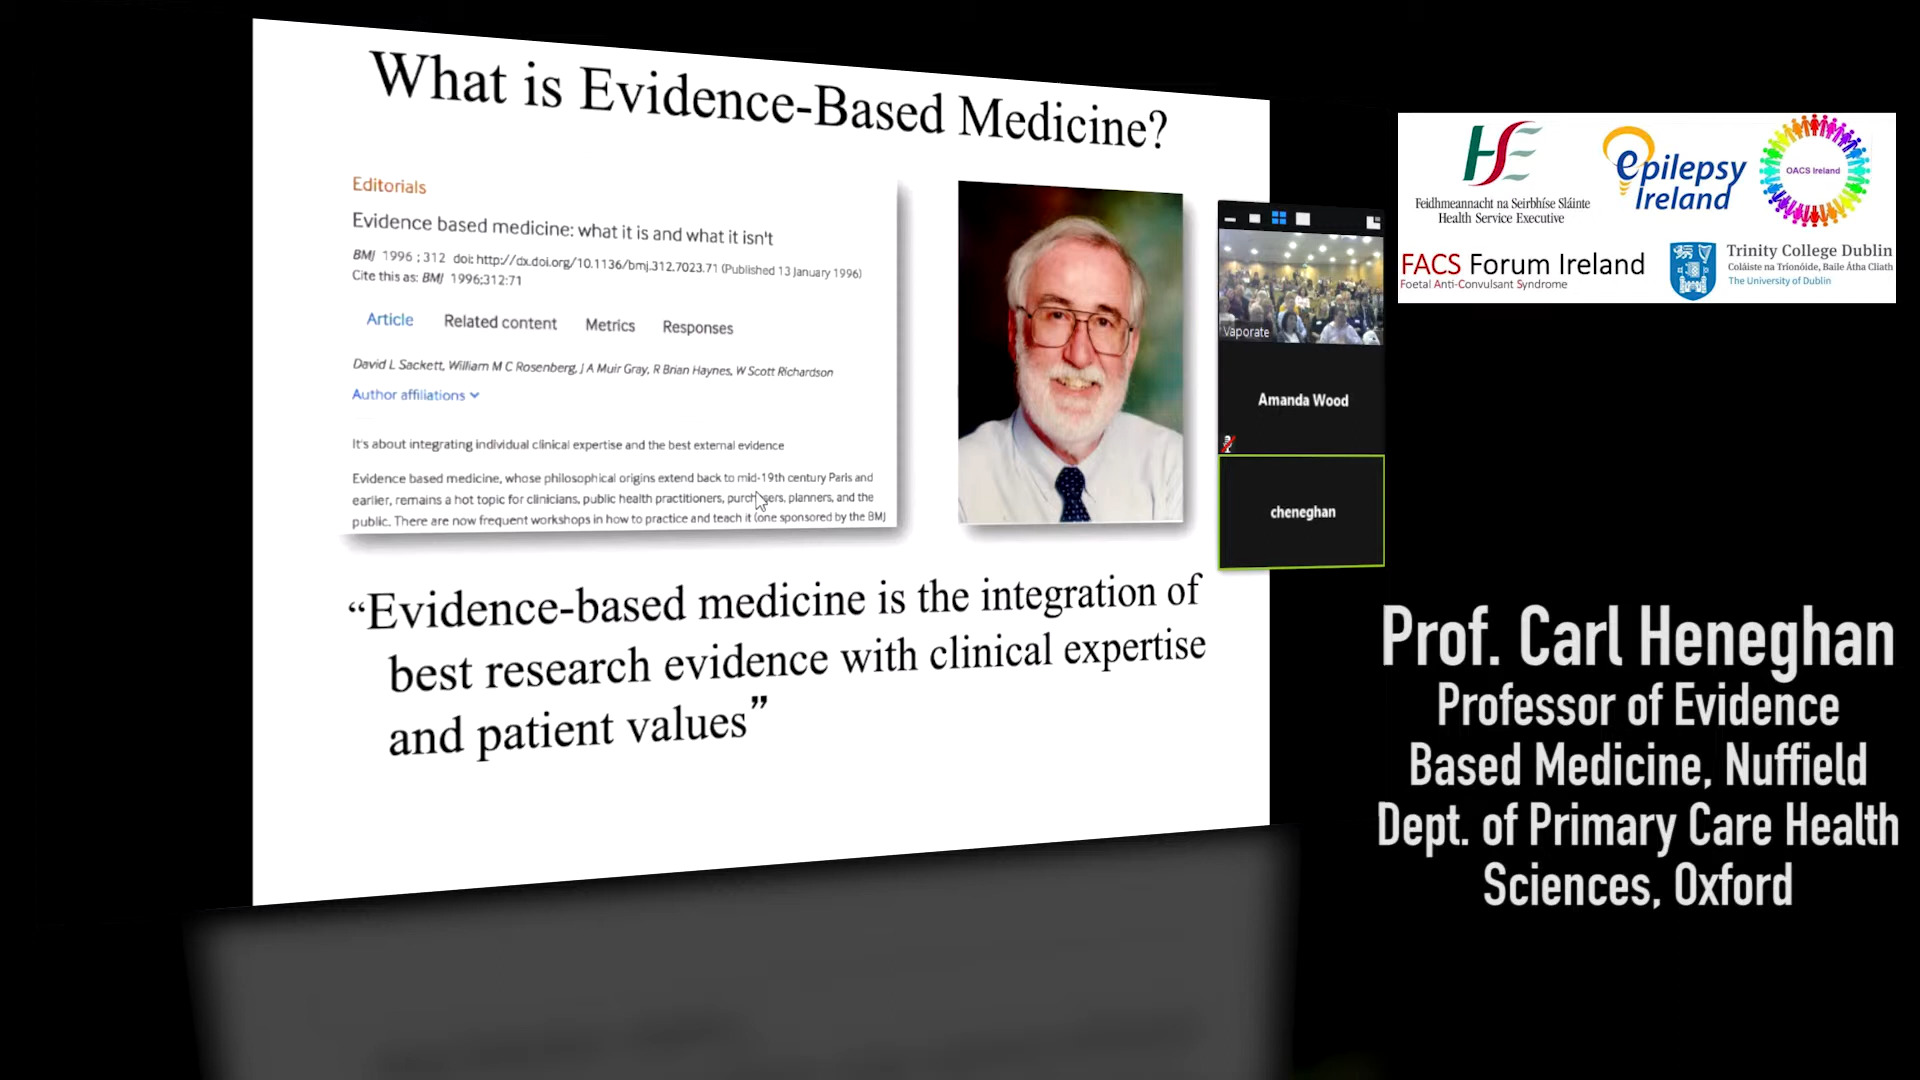 What is Evidence-Based Medicine?
Editorials
Evidence based medicine: what it is and what it isn't
BMJ 1996 ; 312 doi: http://dx.doi.org/10.1136/bmj.312.7023.71 (Published 13 January 1996)
Cite this as: BMJ 1996;312:71
Article Related content Metrics Responses
David L Sackett, William M C Rosenberg, J A Muir Gray, R Brian Haynes, W Scott Richardson
Author affiliations
It's about integrating individual clinical expertise and the best external evidence
Evidence based medicine, whose philosophical origins extend back to mid-19th century Paris and
earlier, remains a hot topic for clinicians, public health practitioners, purchasers, planners, and the
public. There are now frequent workshops in how to practice and teach it (one sponsored by the BMJ
“Evidence-based medicine is the integration of
best research evidence with clinical expertise
and patient values”
Vaporate
Amanda Wood
cheneghan
HSE
Feidhmeannacht na Seirbhíse Sláinte
Health Service Executive
epilepsy
Ireland
OACS Ireland
FACS Forum Ireland
Foetal Anti-Convulsant Syndrome
Trinity College Dublin
Coláiste na Tríonóide, Baile Átha Cliath
The University of Dublin
Prof. Carl Heneghan
Professor of Evidence
Based Medicine, Nuffield
Dept. of Primary Care Health
Sciences, Oxford